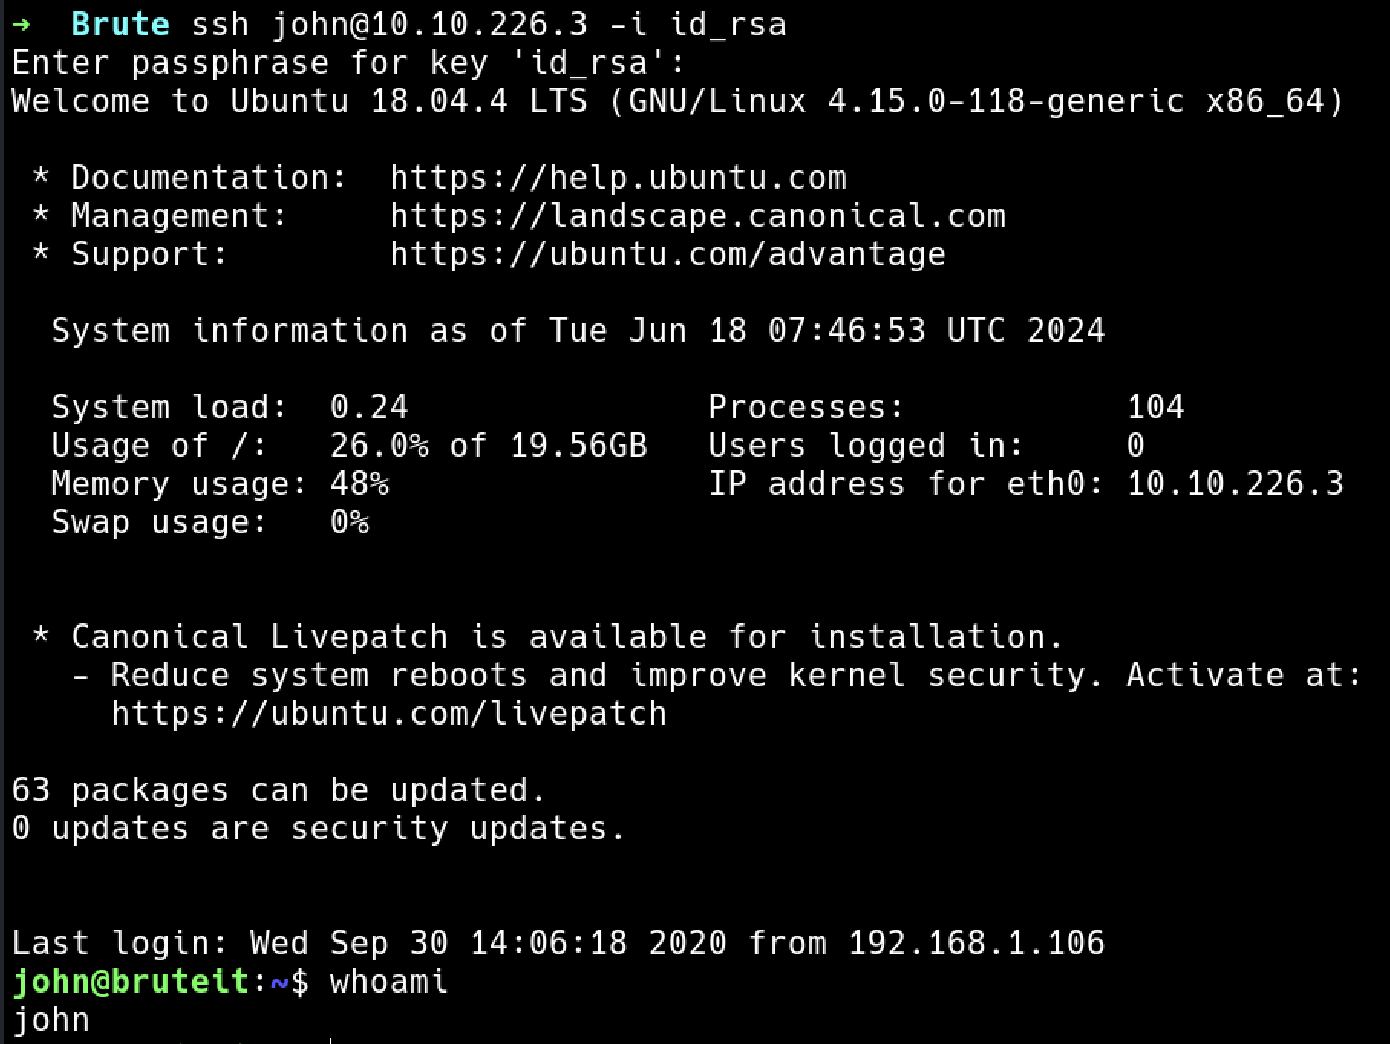 →  Brute ssh john@10.10.226.3 -i id_rsa
Enter passphrase for key 'id_rsa':
Welcome to Ubuntu 18.04.4 LTS (GNU/Linux 4.15.0-118-generic x86_64)
 * Documentation:  https://help.ubuntu.com
 * Management:     https://landscape.canonical.com
 * Support:        https://ubuntu.com/advantage
  System information as of Tue Jun 18 07:46:53 UTC 2024
  System load:  0.24               Processes:           104
  Usage of /:   26.0% of 19.56GB   Users logged in:     0
  Memory usage: 48%                IP address for eth0: 10.10.226.3
  Swap usage:   0%
 * Canonical Livepatch is available for installation.
   - Reduce system reboots and improve kernel security. Activate at:
     https://ubuntu.com/livepatch
63 packages can be updated.
0 updates are security updates.
Last login: Wed Sep 30 14:06:18 2020 from 192.168.1.106
john@bruteit:~$ whoami
john